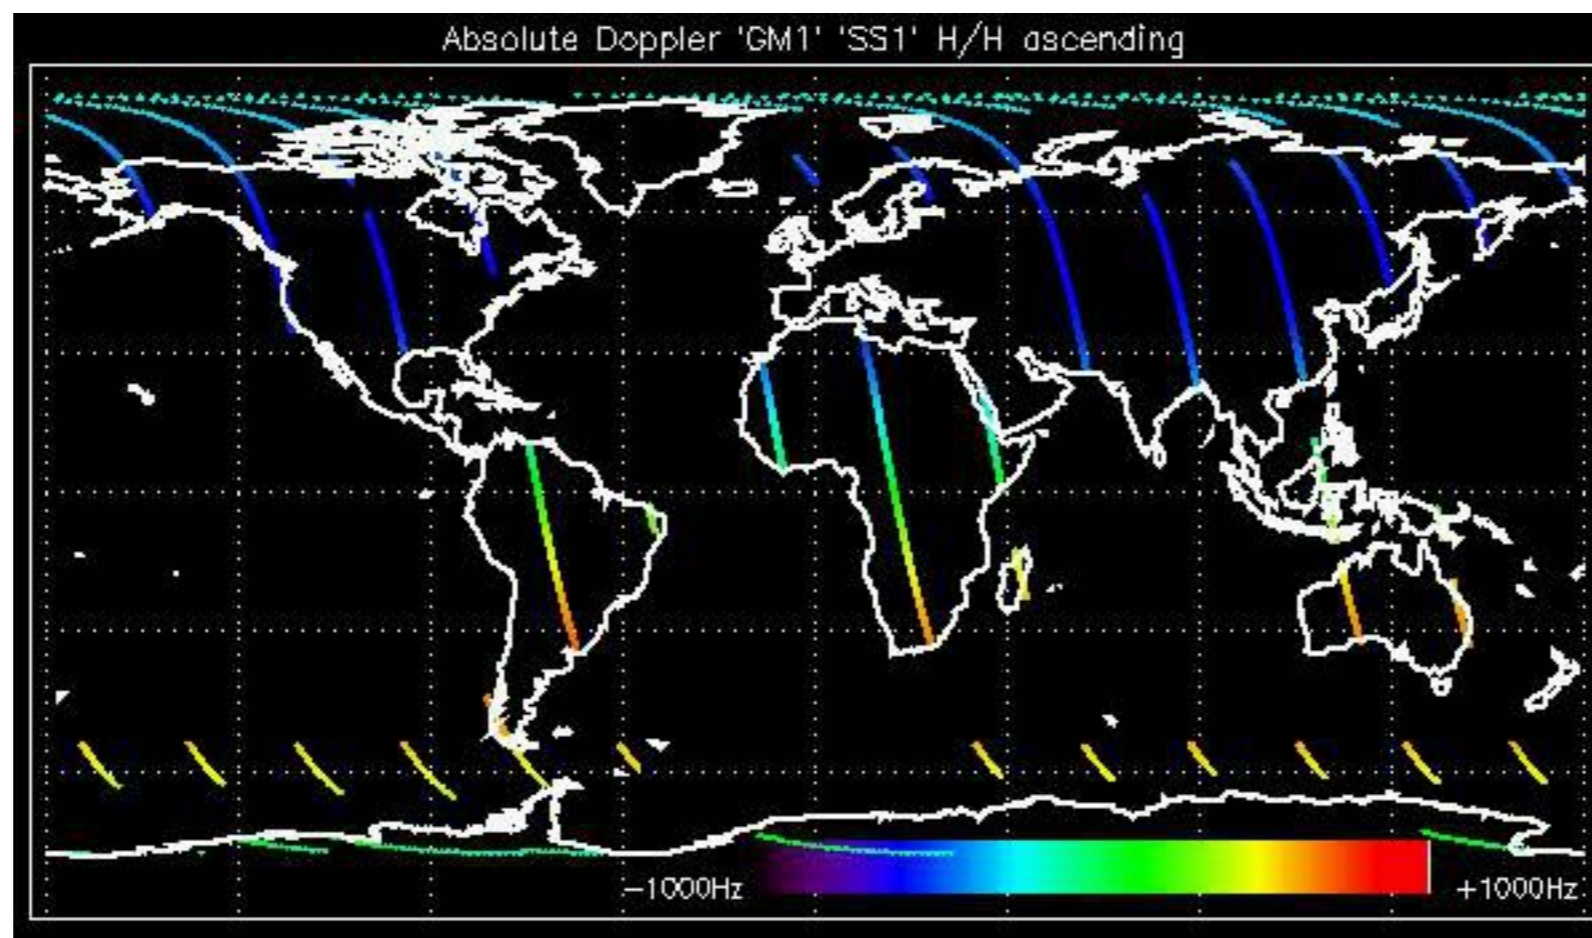 Absolute Doppler 'GM1' 'SS1' H/H ascending
−1000Hz
+1000Hz